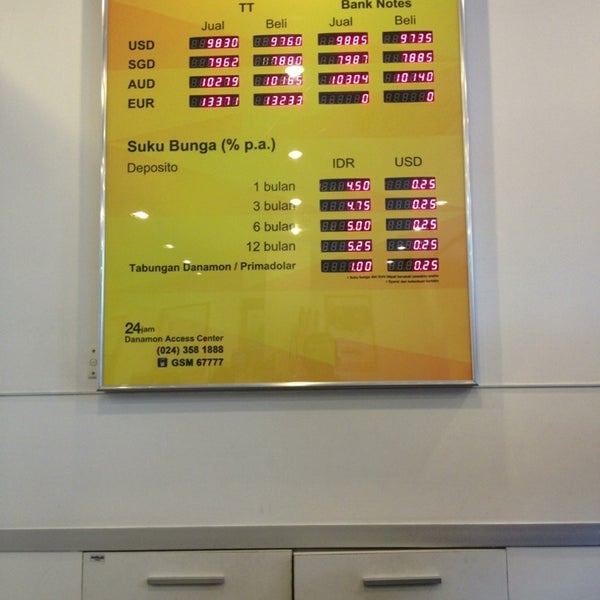 TT Bank Notes
Jual Beli Jual Beli
USD 9830 9760 9885 9735
SGD 7962 7880 7987 7885
AUD 10279 10165 10304 10140
EUR 13371 13233 0 0
Suku Bunga (% p.a.)
Deposito IDR USD
1 bulan 4.50 0.25
3 bulan 4.75 0.25
6 bulan 5.00 0.25
12 bulan 5.25 0.25
Tabungan Danamon / Primadolar 1.00 0.25
24jam
Danamon Access Center
(024) 358 1888
GSM 67777